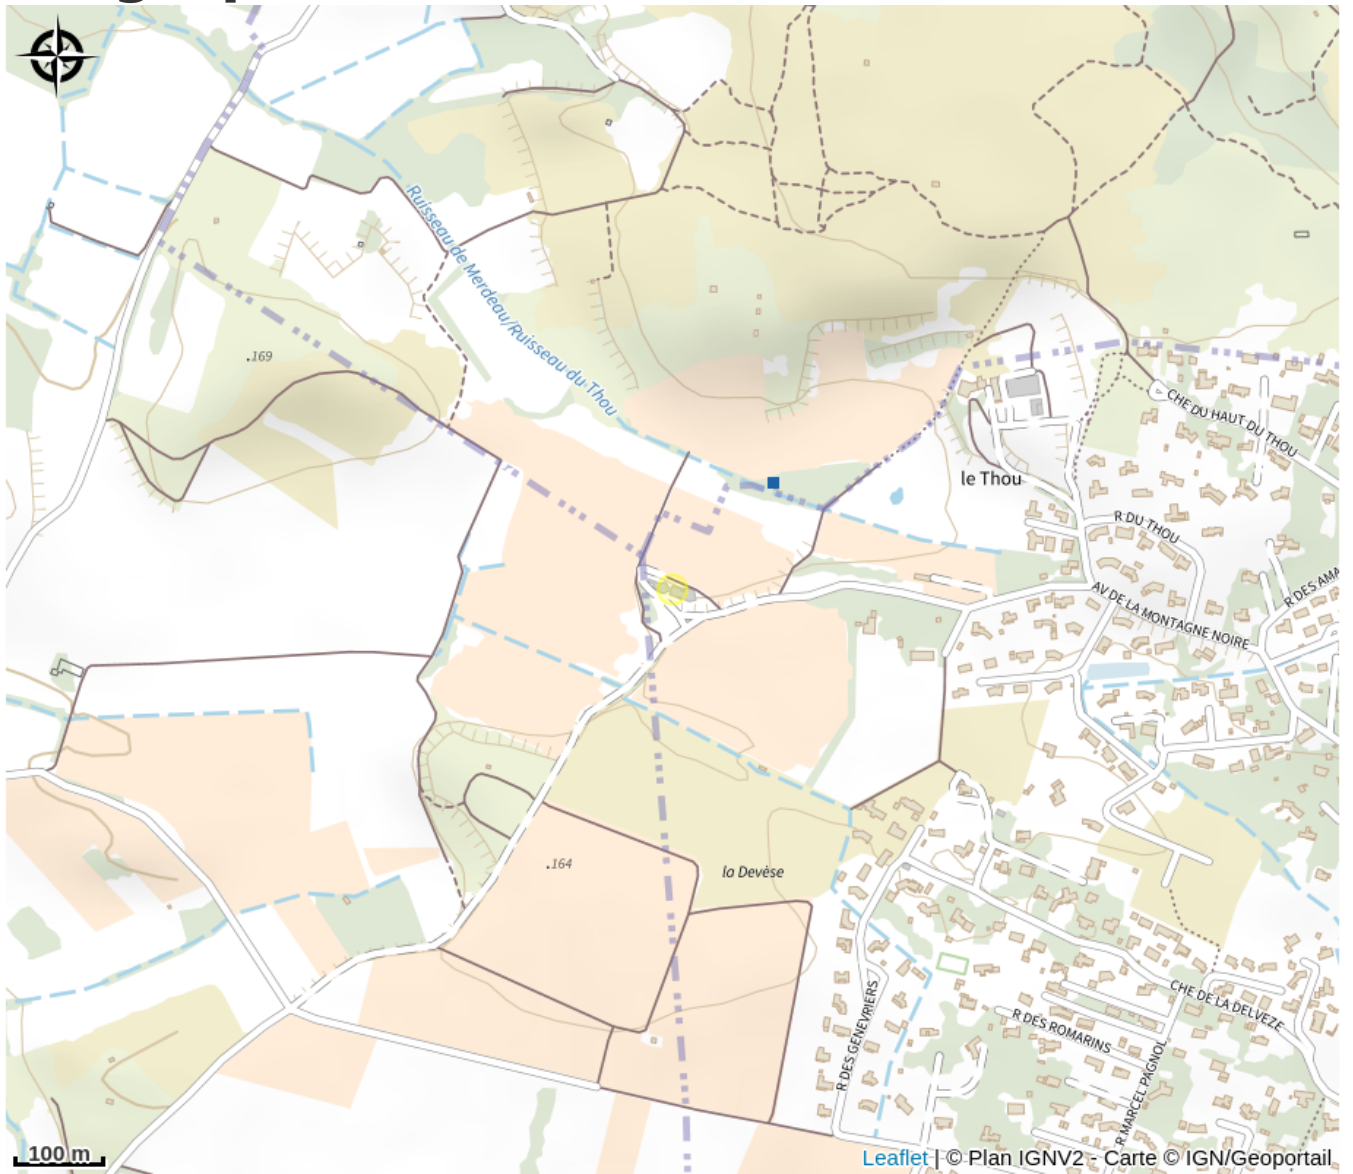 Ruisseau de Merdeau/Ruisseau du Thou
.169
CHE DU HAUT DU THOU
le Thou
R DU THOU
R DES AMA
AV DE LA MONTAGNE NOIRE
.164
la Devèse
CHE DE LA DELVEZE
R DES GENEVRIERS
R DES ROMARINS
R MARCEL PAGNOL
100 m
Leaflet | © Plan IGNV2 - Carte © IGN/Geoportail